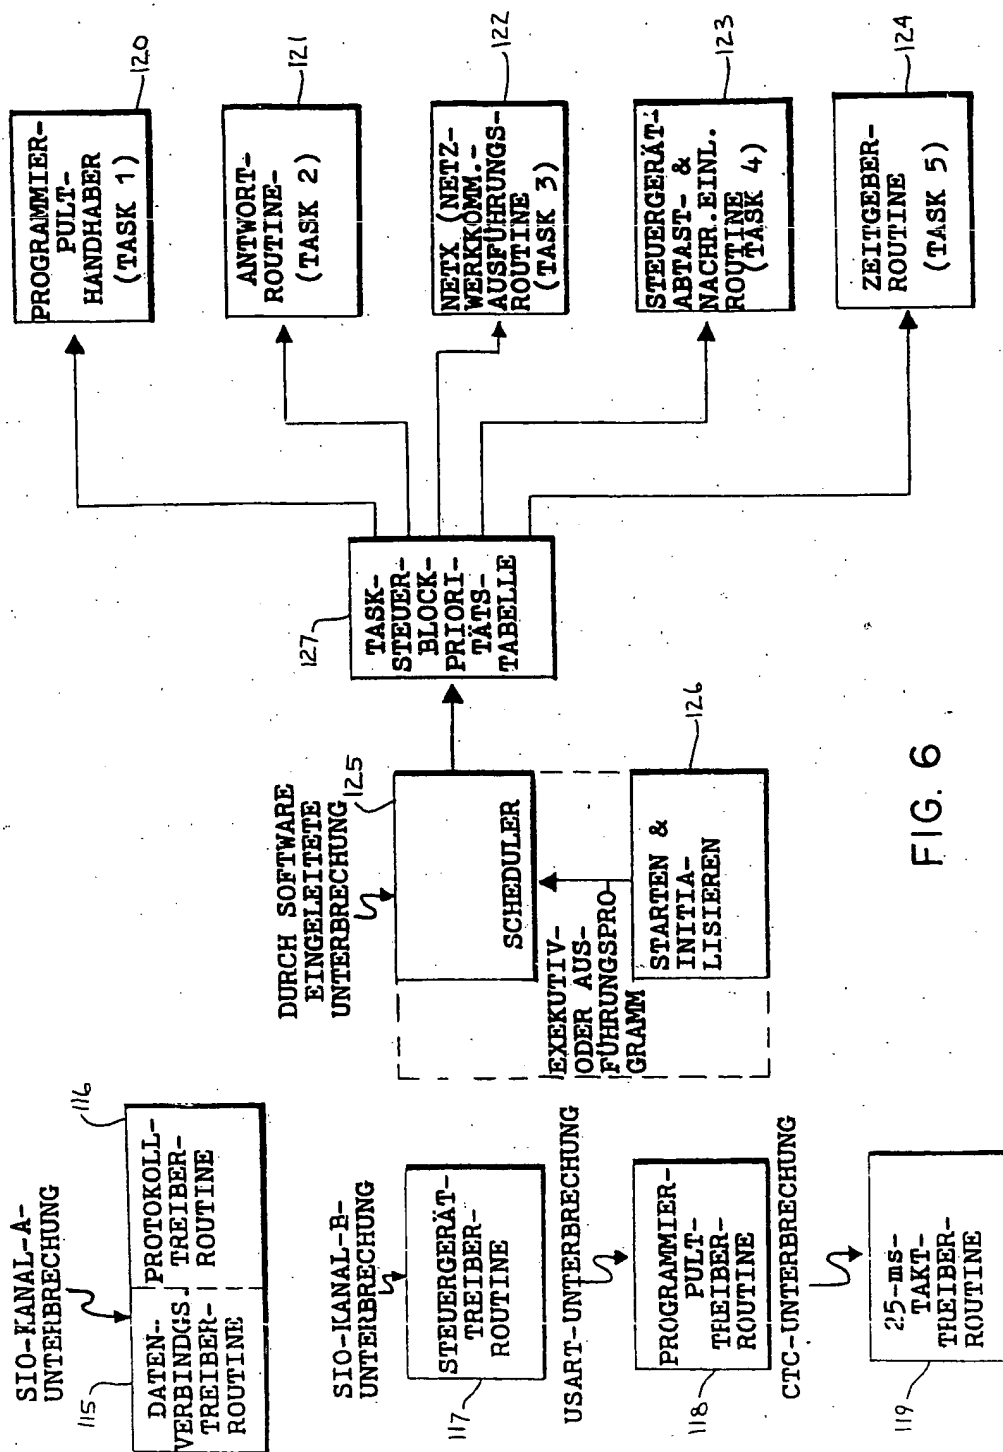 SIO-KANAL-A-
UNTERBRECHUNG
115
116
DATEN-
VERBINDGS.
TREIBER-
ROUTINE
PROTOKOLL-
TREIBER-
ROUTINE
SIO-KANAL-B-
UNTERBRECHUNG
117
STEUERGERÄT-
TREIBER-
ROUTINE
USART-UNTERBRECHUNG
118
PROGRAMMIER-
PULT-
TREIBER-
ROUTINE
CTC-UNTERBRECHUNG
119
25-ms-
TAKT-
TREIBER-
ROUTINE
DURCH SOFTWARE
EINGELEITETE
UNTERBRECHUNG
125
SCHEDULER
EXEKUTIV-
ODER AUS-
FÜHRUNGSPRO-
GRAMM
126
STARTEN &
INITIA-
LISIEREN
127
TASK-
STEUER-
BLOCK-
PRIORI-
TÄTS-
TABELLE
PROGRAMMIER-
PULT-
HANDHABER
(TASK 1)
120
ANTWORT-
ROUTINE-
(TASK 2)
121
NETX (NETZ-
WERKKOMM.-
AUSFÜHRUNGS-
ROUTINE
(TASK 3)
122
STEUERGERÄT-
ABTAST- &
NACHR.EINL.
ROUTINE
(TASK 4)
123
ZEITGEBER-
ROUTINE
(TASK 5)
124
FIG. 6